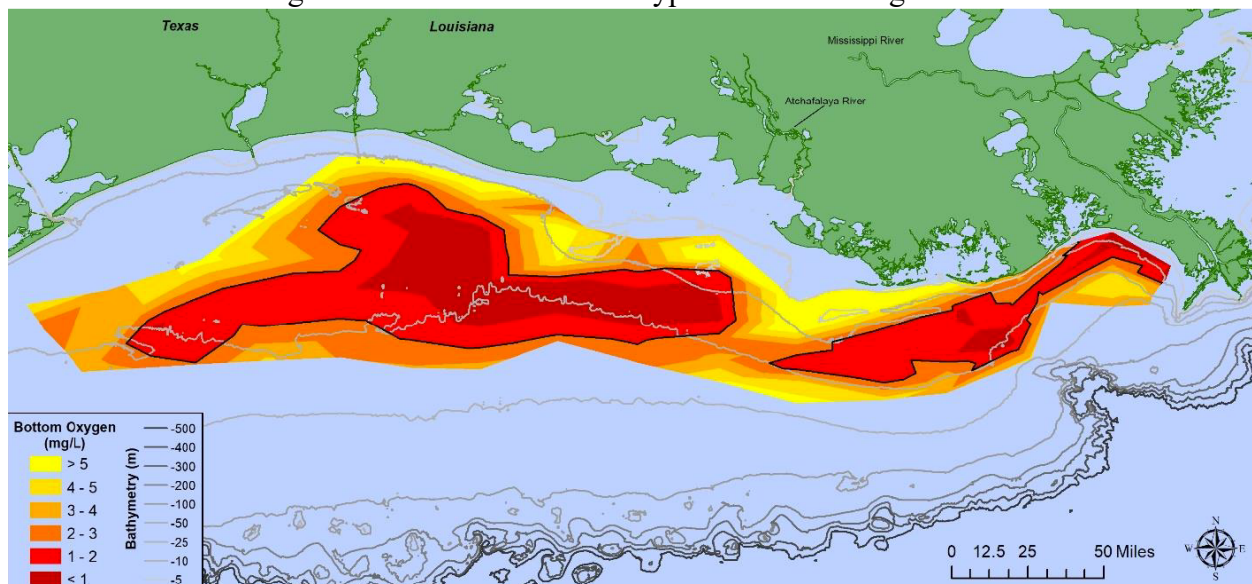 Texas
Louisiana
Mississippi River
Atchafalaya River
Bottom Oxygen
(mg/L)
> 5
4 - 5
3 - 4
2 - 3
1 - 2
< 1
Bathymetry (m)
-500
-400
-300
-200
-100
-50
-25
-10
-5
0 12.5 25 50 Miles
N
W E
S